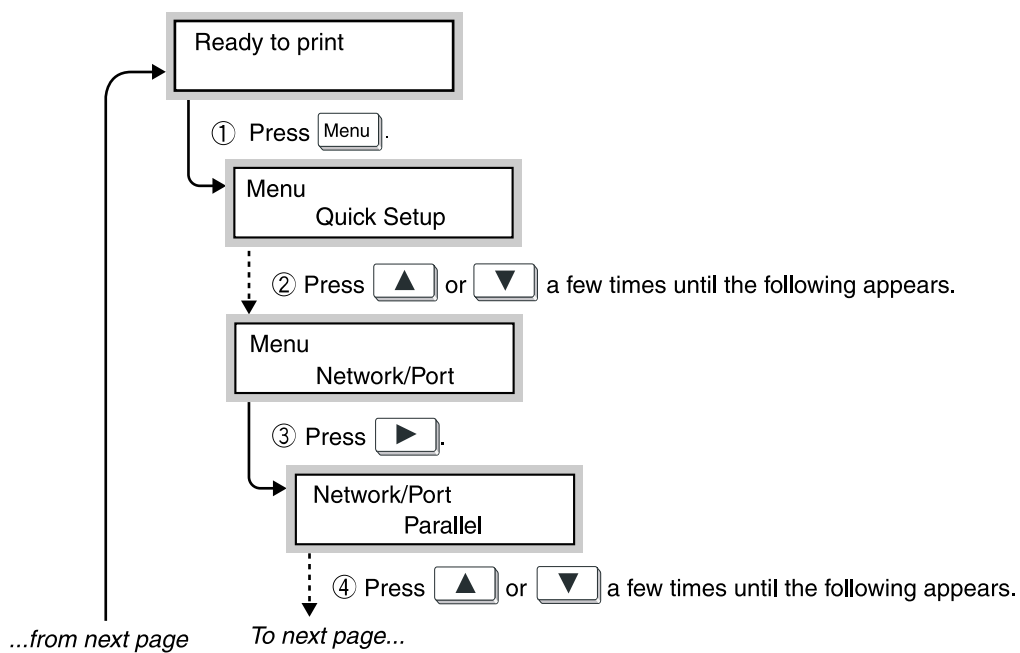 Ready to print
① Press Menu.
Menu
Quick Setup
② Press ▲ or ▼ a few times until the following appears.
Menu
Network/Port
③ Press ▶.
Network/Port
Parallel
④ Press ▲ or ▼ a few times until the following appears.
...from next page
To next page...